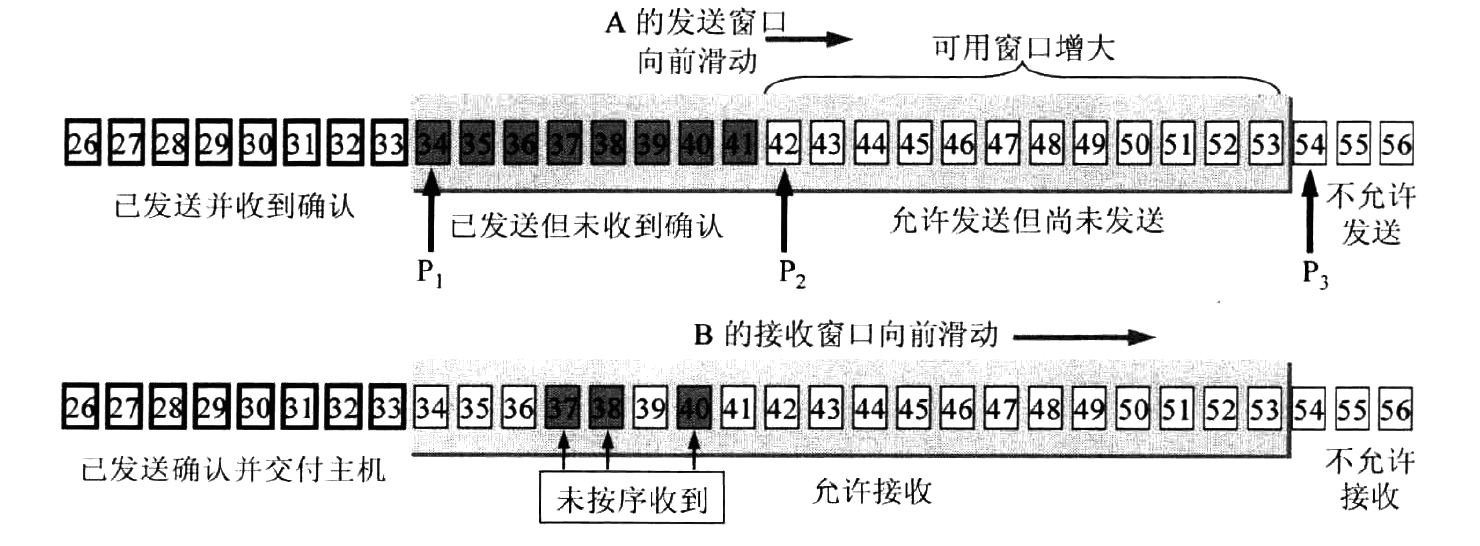 A 的发送窗口
向前滑动
可用窗口增大
26 27 28 29 30 31 32 33 34 35 36 37 38 39 40 41 42 43 44 45 46 47 48 49 50 51 52 53 54 55 56
已发送并收到确认
已发送但未收到确认
允许发送但尚未发送
不允许
发送
P1
P2
P3
B 的接收窗口向前滑动
26 27 28 29 30 31 32 33 34 35 36 37 38 39 40 41 42 43 44 45 46 47 48 49 50 51 52 53 54 55 56
已发送确认并交付主机
未按序收到
允许接收
不允许
接收